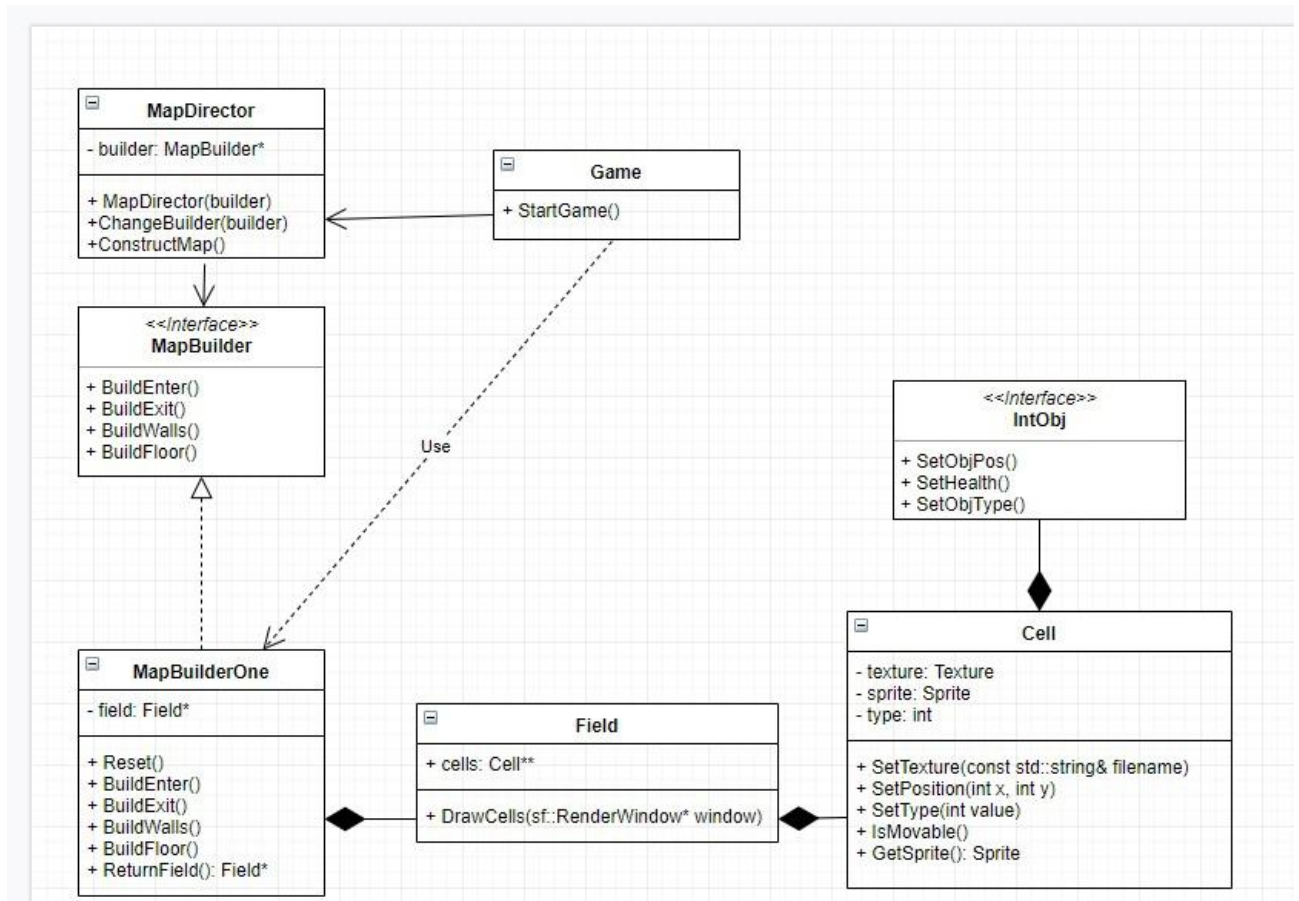 MapDirector
- builder: MapBuilder*
+ MapDirector(builder)
+ChangeBuilder(builder)
+ConstructMap()
Game
+ StartGame()
<<Interface>>
MapBuilder
+ BuildEnter()
+ BuildExit()
+ BuildWalls()
+ BuildFloor()
Use
<<Interface>>
IntObj
+ SetObjPos()
+ SetHealth()
+ SetObjType()
MapBuilderOne
- field: Field*
+ Reset()
+ BuildEnter()
+ BuildExit()
+ BuildWalls()
+ BuildFloor()
+ ReturnField(): Field*
Field
+ cells: Cell**
+ DrawCells(sf::RenderWindow* window)
Cell
- texture: Texture
- sprite: Sprite
- type: int
+ SetTexture(const std::string& filename)
+ SetPosition(int x, int y)
+ SetType(int value)
+ IsMovable()
+ GetSprite(): Sprite